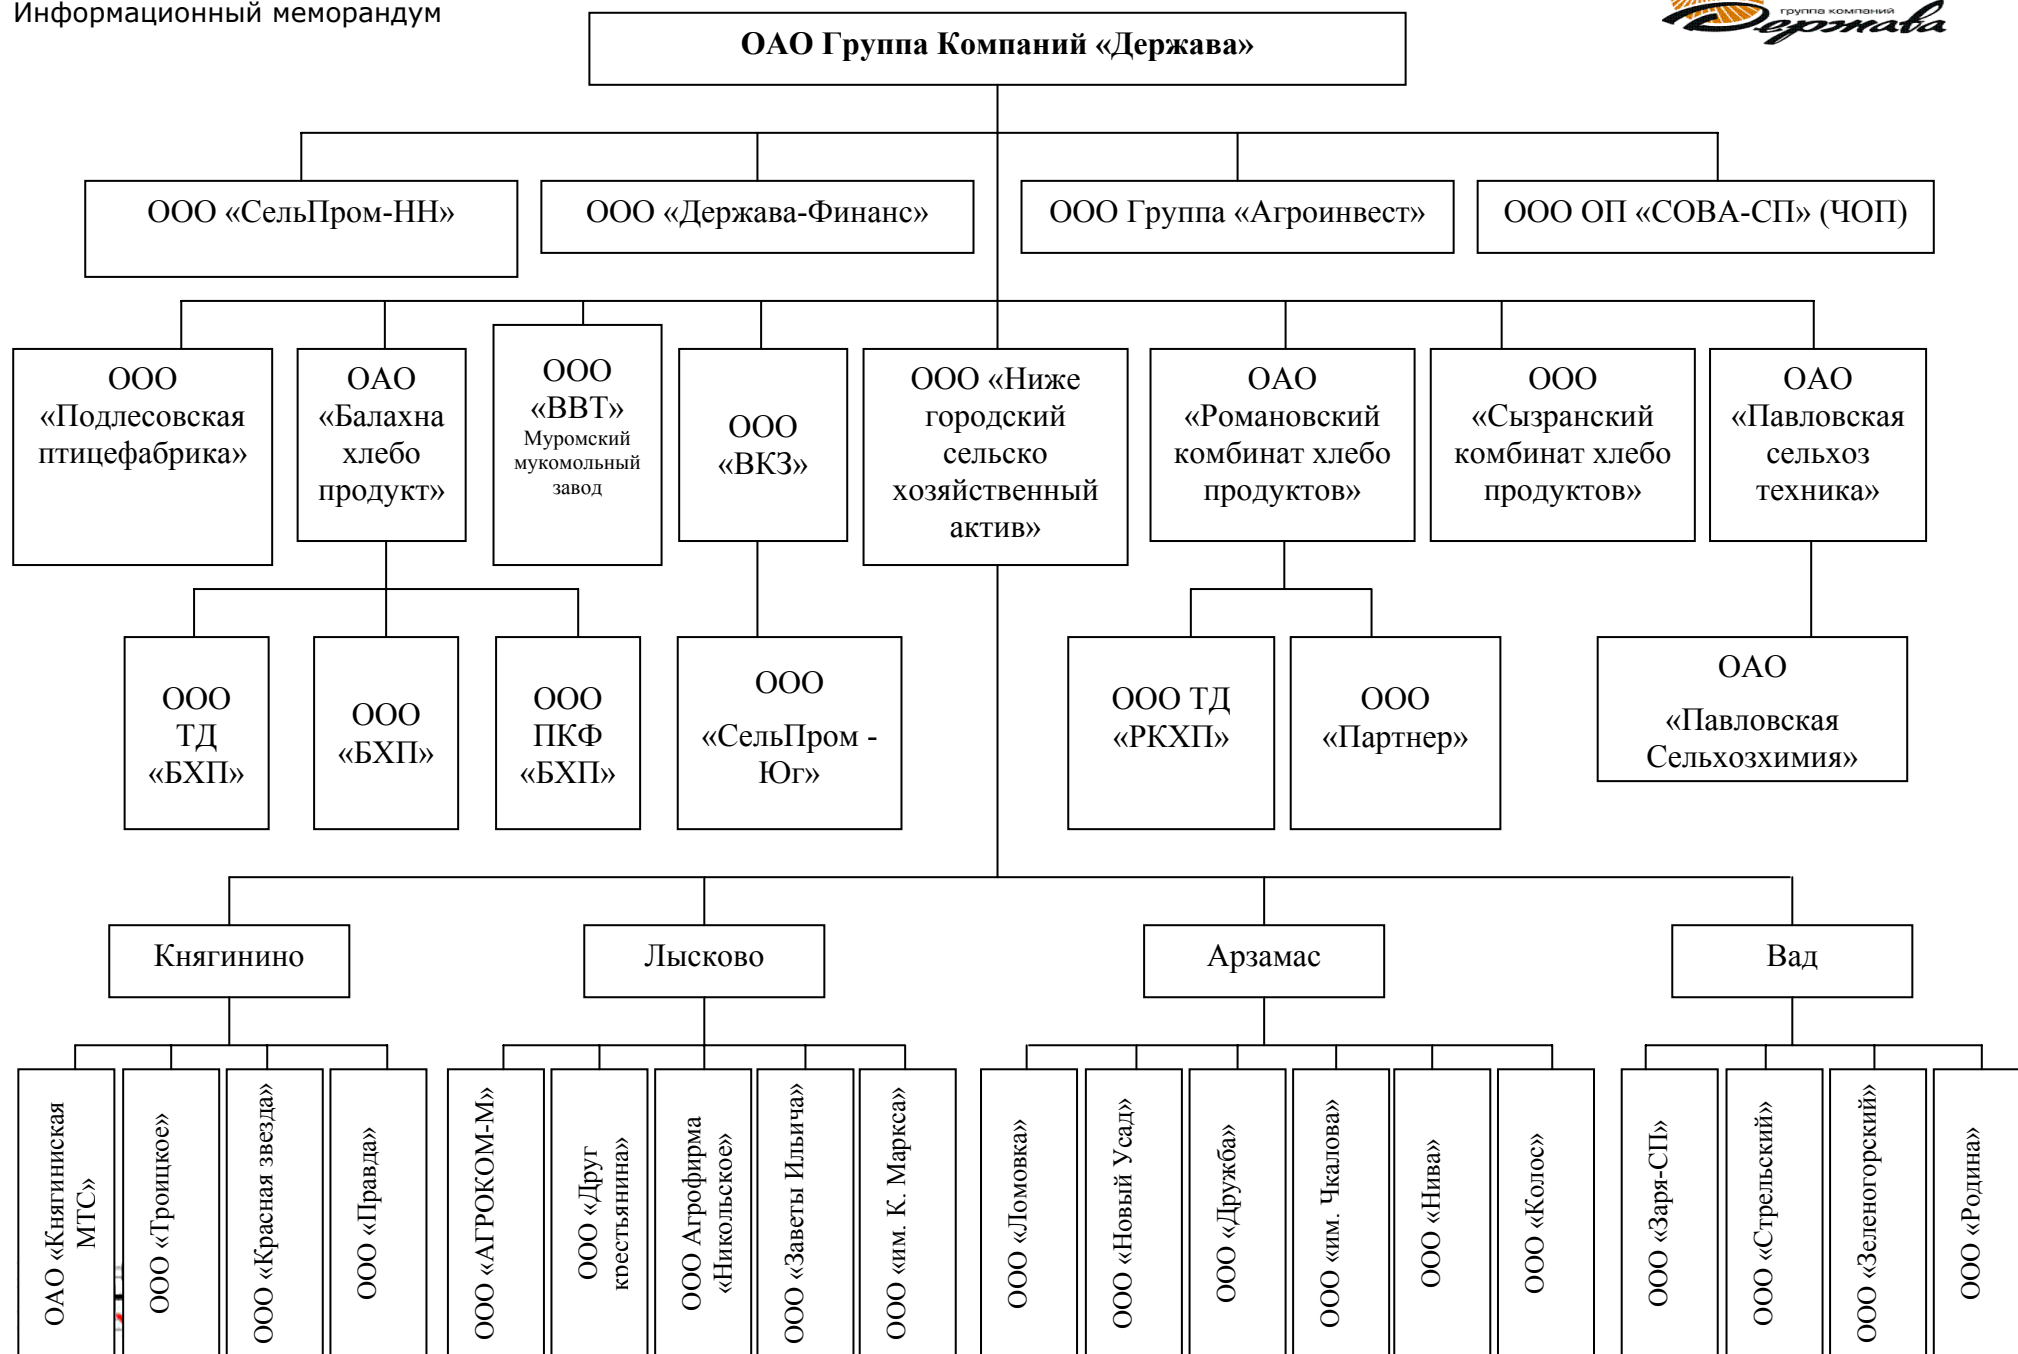 Информационный меморандум
группа компаний
Держава
ОАО Группа Компаний «Держава»
ООО «СельПром-НН»
ООО «Держава-Финанс»
ООО Группа «Агроинвест»
ООО ОП «СОВА-СП» (ЧОП)
ООО
«Подлесовская
птицефабрика»
ОАО
«Балахна
хлебо
продукт»
ООО
«ВВТ»
Муромский
мукомольный
завод
ООО
«ВКЗ»
ООО «Ниже
городский
сельско
хозяйственный
актив»
ОАО
«Романовский
комбинат хлебо
продуктов»
ООО
«Сызранский
комбинат хлебо
продуктов»
ОАО
«Павловская
сельхоз
техника»
ООО
ТД
«БХП»
ООО
«БХП»
ООО
ПКФ
«БХП»
ООО
«СельПром -
Юг»
ООО ТД
«РКХП»
ООО
«Партнер»
ОАО
«Павловская
Сельхозхимия»
Княгинино
Лысково
Арзамас
Вад
ОАО «Княгиниская
МТС»
ООО «Троицкое»
ООО «Красная звезда»
ООО «Правда»
ООО «АГРОКОМ-М»
ООО «Друг
крестьянина»
ООО Агрофирма
«Никольское»
ООО «Заветы Ильича»
ООО «им. К. Маркса»
ООО «Ломовка»
ООО «Новый Усад»
ООО «Дружба»
ООО «им. Чкалова»
ООО «Нива»
ООО «Колос»
ООО «Заря-СП»
ООО «Стрельский»
ООО «Зеленогорский»
ООО «Родина»